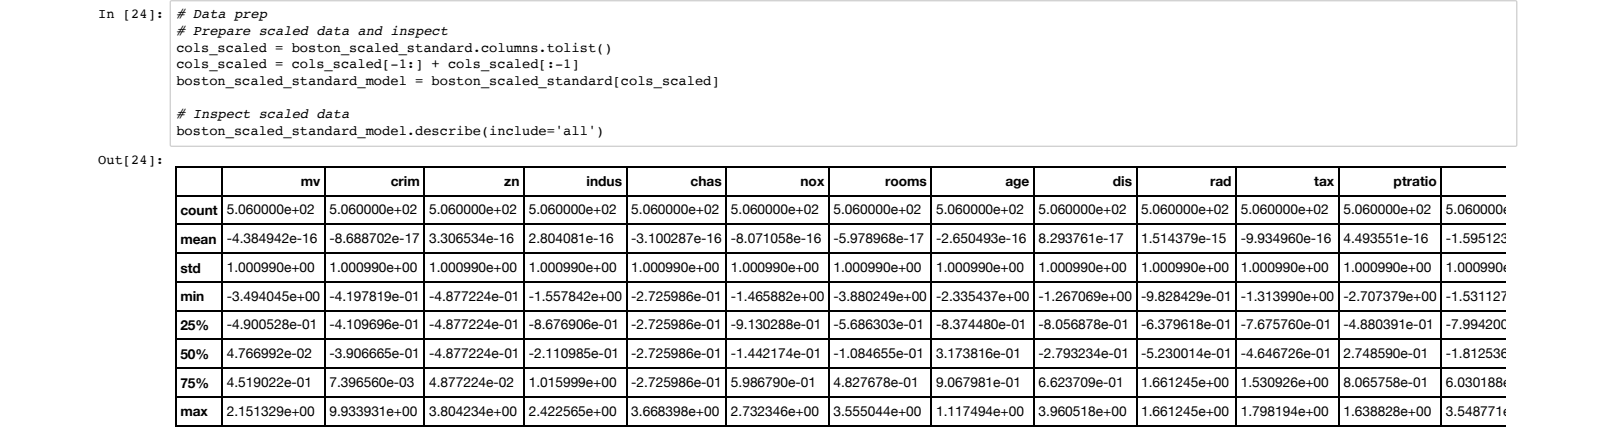 In [24]: # Data prep
# Prepare scaled data and inspect
cols_scaled = boston_scaled_standard.columns.tolist()
cols_scaled = cols_scaled[-1:] + cols_scaled[:-1]
boston_scaled_standard_model = boston_scaled_standard[cols_scaled]
# Inspect scaled data
boston_scaled_standard_model.describe(include='all')
Out[24]:
mv crim zn indus chas nox rooms age dis rad tax ptratio
count 5.060000e+02 5.060000e+02 5.060000e+02 5.060000e+02 5.060000e+02 5.060000e+02 5.060000e+02 5.060000e+02 5.060000e+02 5.060000e+02 5.060000e+02 5.060000e+02 5.060000e
mean -4.384942e-16 -8.688702e-17 3.306534e-16 2.804081e-16 -3.100287e-16 -8.071058e-16 -5.978968e-17 -2.650493e-16 8.293761e-17 1.514379e-15 -9.934960e-16 4.493551e-16 -1.595123
std 1.000990e+00 1.000990e+00 1.000990e+00 1.000990e+00 1.000990e+00 1.000990e+00 1.000990e+00 1.000990e+00 1.000990e+00 1.000990e+00 1.000990e+00 1.000990e+00 1.000990e
min -3.494045e+00 -4.197819e-01 -4.877224e-01 -1.557842e+00 -2.725986e-01 -1.465882e+00 -3.880249e+00 -2.335437e+00 -1.267069e+00 -9.828429e-01 -1.313990e+00 -2.707379e+00 -1.531127
25% -4.900528e-01 -4.109696e-01 -4.877224e-01 -8.676906e-01 -2.725986e-01 -9.130288e-01 -5.686303e-01 -8.374480e-01 -8.056878e-01 -6.379618e-01 -7.675760e-01 -4.880391e-01 -7.994200
50% 4.766992e-02 -3.906665e-01 -4.877224e-01 -2.110985e-01 -2.725986e-01 -1.442174e-01 -1.084655e-01 3.173816e-01 -2.793234e-01 -5.230014e-01 -4.646726e-01 2.748590e-01 -1.812536
75% 4.519022e-01 7.396560e-03 4.877224e-02 1.015999e+00 -2.725986e-01 5.986790e-01 4.827678e-01 9.067981e-01 6.623709e-01 1.661245e+00 1.530926e+00 8.065758e-01 6.030188e
max 2.151329e+00 9.933931e+00 3.804234e+00 2.422565e+00 3.668398e+00 2.732346e+00 3.555044e+00 1.117494e+00 3.960518e+00 1.661245e+00 1.798194e+00 1.638828e+00 3.548771e